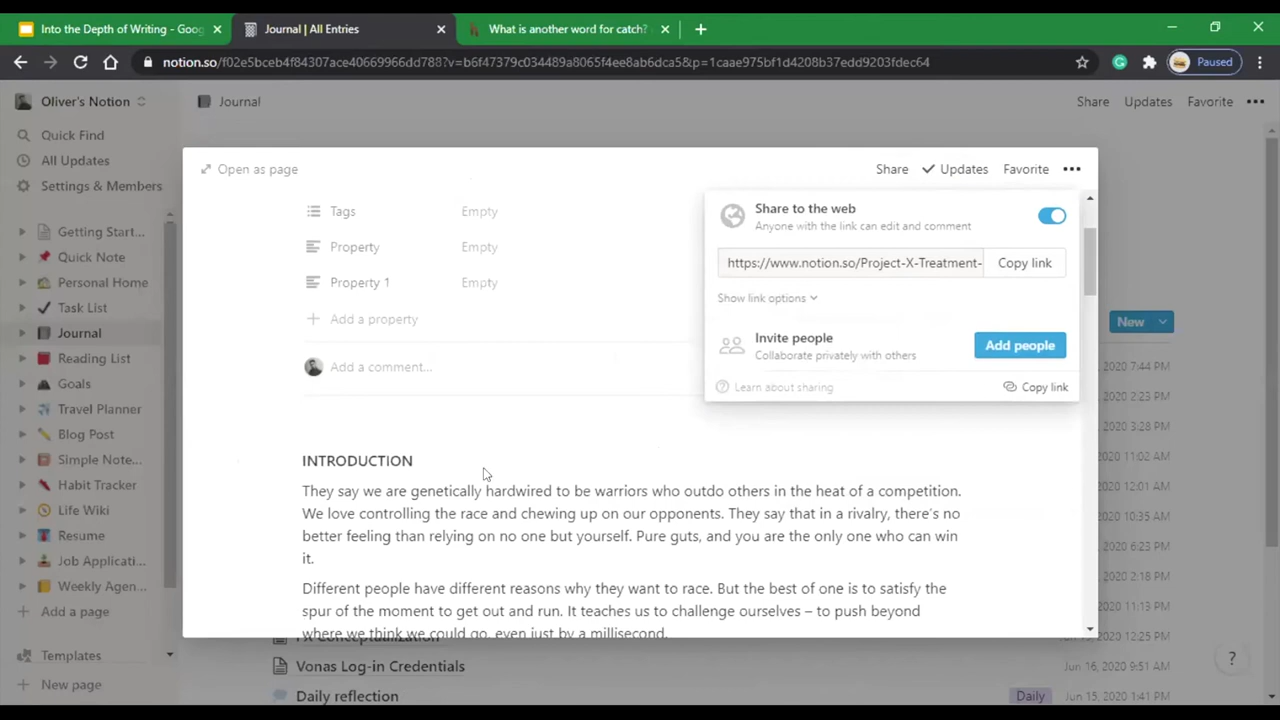 Into the Depth of Writing - Goog
Journal | All Entries
What is another word for catch?
notion.so/f02e5bceb4f84307ace40669966dd788?v=b6f47379c034489a8065f4ee8ab6dca5&p=1caae975bf1d4208b37edd9203fdec64
Paused
Oliver's Notion
Journal
Share
Updates
Favorite
Quick Find
All Updates
Settings & Members
Getting Start...
Quick Note
Personal Home
Task List
Journal
Reading List
Goals
Travel Planner
Blog Post
Simple Note...
Habit Tracker
Life Wiki
Resume
Job Applicati...
Weekly Agen...
Add a page
Templates
New page
Open as page
Share
Updates
Favorite
Tags
Empty
Property
Empty
Property 1
Empty
Add a property
Add a comment...
Share to the web
Anyone with the link can edit and comment
https://www.notion.so/Project-X-Treatment-
Copy link
Show link options
Invite people
Collaborate privately with others
Add people
Learn about sharing
Copy link
INTRODUCTION
They say we are genetically hardwired to be warriors who outdo others in the heat of a competition.
We love controlling the race and chewing up on our opponents. They say that in a rivalry, there's no
better feeling than relying on no one but yourself. Pure guts, and you are the only one who can win
it.
Different people have different reasons why they want to race. But the best of one is to satisfy the
spur of the moment to get out and run. It teaches us to challenge ourselves – to push beyond
where we think we could go, even just by a millisecond.
New
2020 7:44 PM
2020 2:23 PM
2020 3:28 PM
2020 11:02 AM
2020 12:01 AM
2020 10:35 AM
2020 6:23 PM
2020 2:18 PM
2020 11:13 PM
Conceptualization
2020 12:25 PM
Vonas Log-in Credentials
Jun 16, 2020 9:51 AM
Daily reflection
Daily
Jun 15, 2020 1:41 PM
?